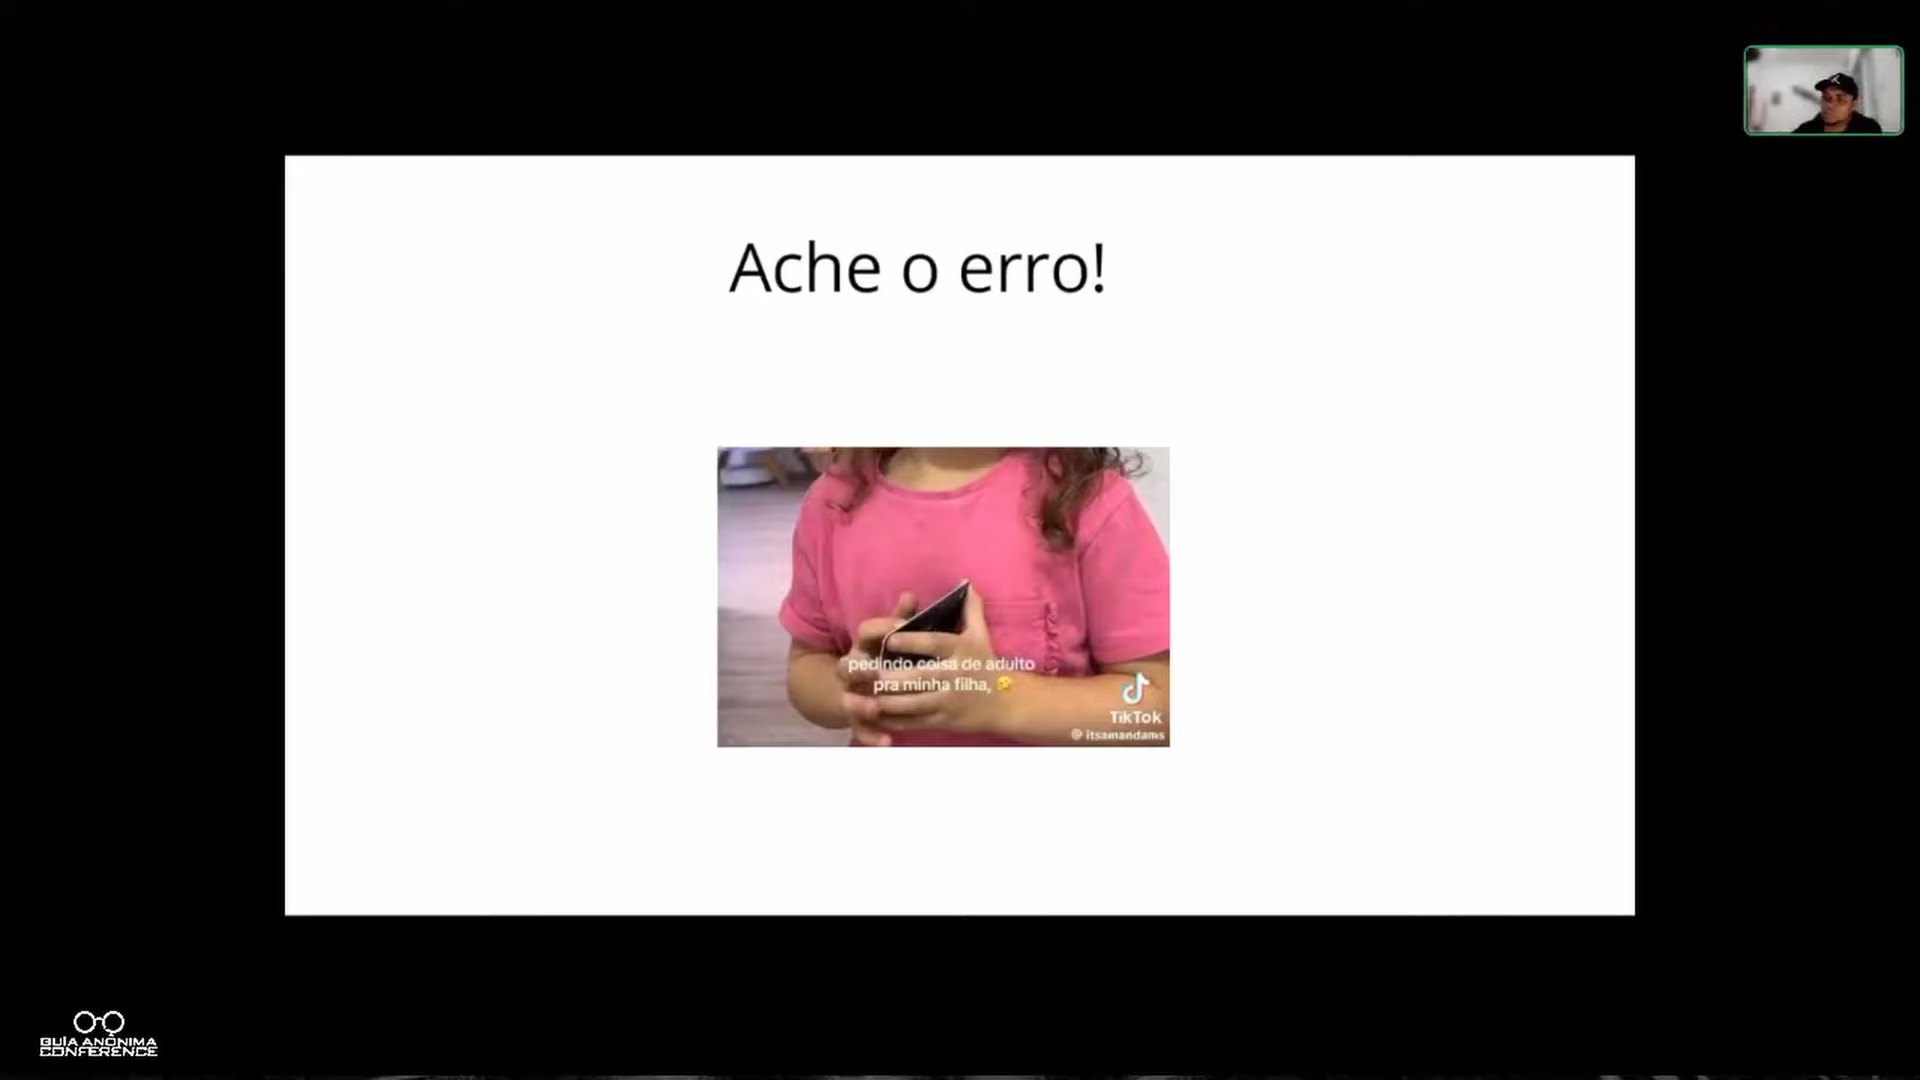 Ache o erro!
pedindo coisa de adulto
pra minha filha,
TikTok
@ itsamandams
GUIA ANÔNIMA
CONFERENCE